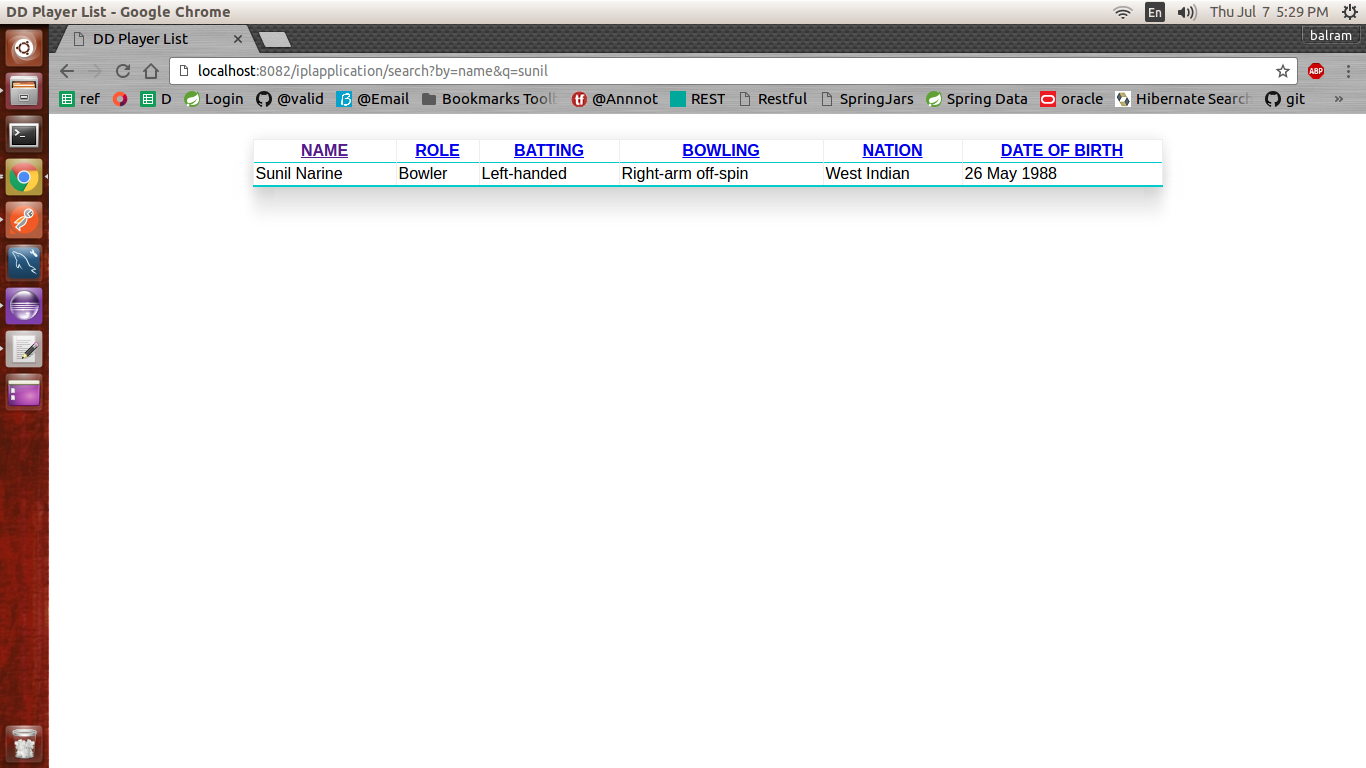 DD Player List - Google Chrome
En
Thu Jul 7 5:29 PM
DD Player List
balram
localhost:8082/iplapplication/search?by=name&q=sunil
ABP
ref D Login @valid @Email Bookmarks Tool @Annnot REST Restful SpringJars Spring Data oracle Hibernate Search git »
NAME ROLE BATTING BOWLING NATION DATE OF BIRTH
Sunil Narine Bowler Left-handed Right-arm off-spin West Indian 26 May 1988